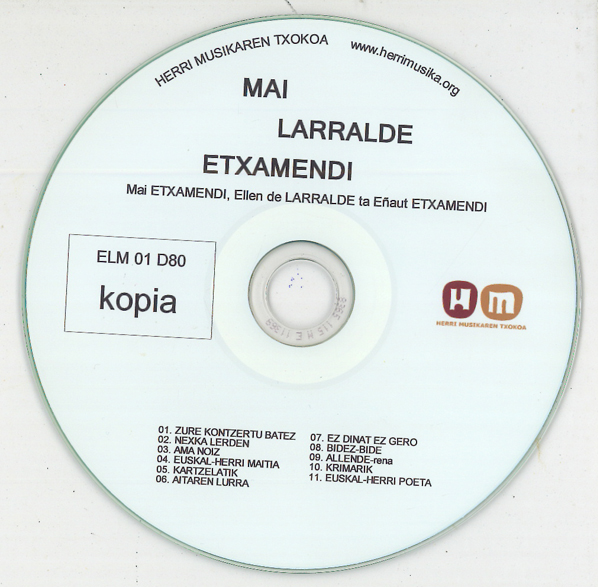 HERRI MUSIKAREN TXOKOA www.herrimusika.org
MAI
LARRALDE
ETXAMENDI
Mai ETXAMENDI, Ellen de LARRALDE ta Eñaut ETXAMENDI
ELM 01 D80
kopia
HM
HERRI MUSIKAREN TXOKOA
01. ZURE KONTZERTU BATEZ
02. NEXKA LERDEN
03. AMA NOIZ
04. EUSKAL-HERRI MAITIA
05. KARTZELATIK
06. AITAREN LURRA
07. EZ DINAT EZ GERO
08. BIDEZ-BIDE
09. ALLENDE-rena
10. KRIMARIK
11. EUSKAL-HERRI POETA